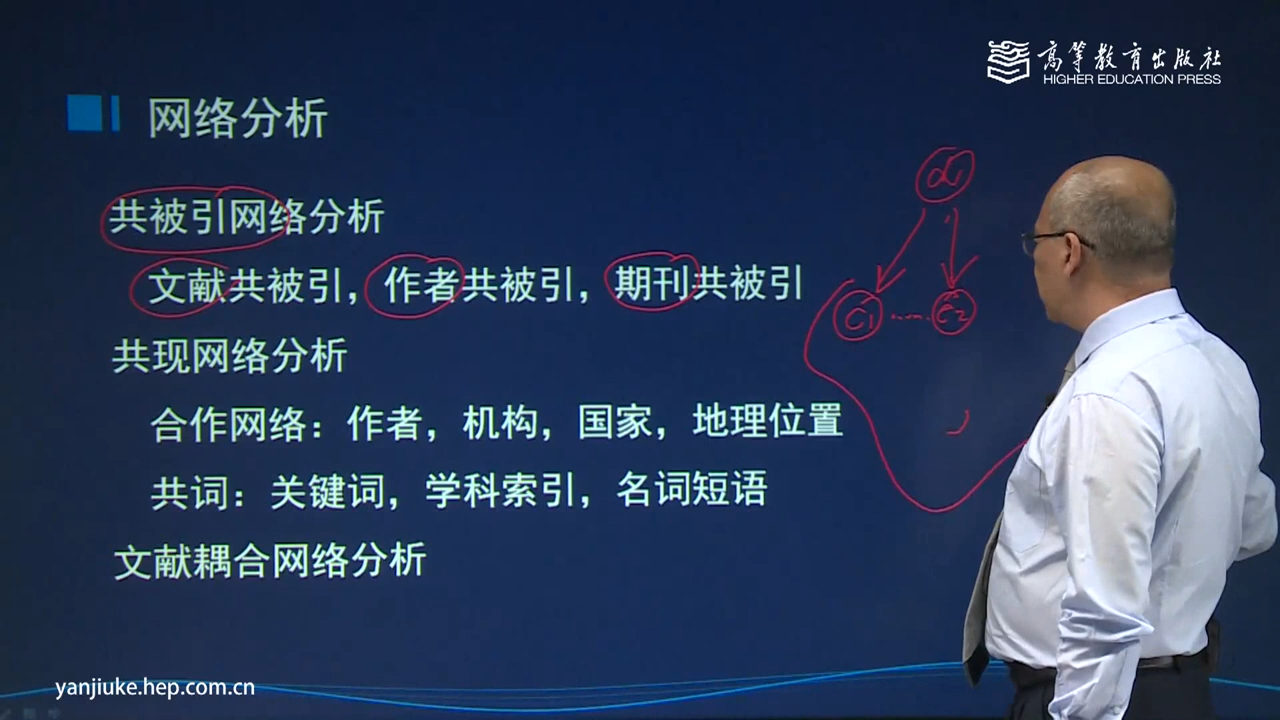 高等教育出版社
HIGHER EDUCATION PRESS
网络分析
共被引网络分析
文献共被引，作者共被引，期刊共被引
共现网络分析
合作网络：作者，机构，国家，地理位置
共词：关键词，学科索引，名词短语
文献耦合网络分析
d1
c1
c2
yanjiuke.hep.com.cn